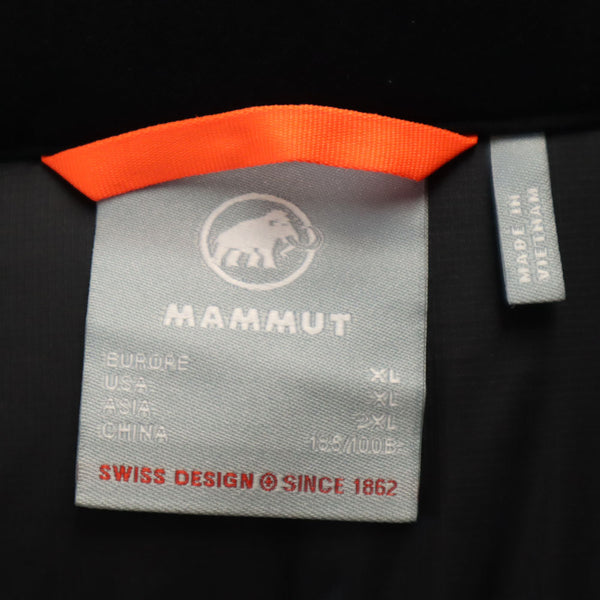 MAMMUT
EUROPE XL
USA XL
ASIA 2XL
CHINA 185/100B
SWISS DESIGN SINCE 1862
MADE IN
VIETNAM